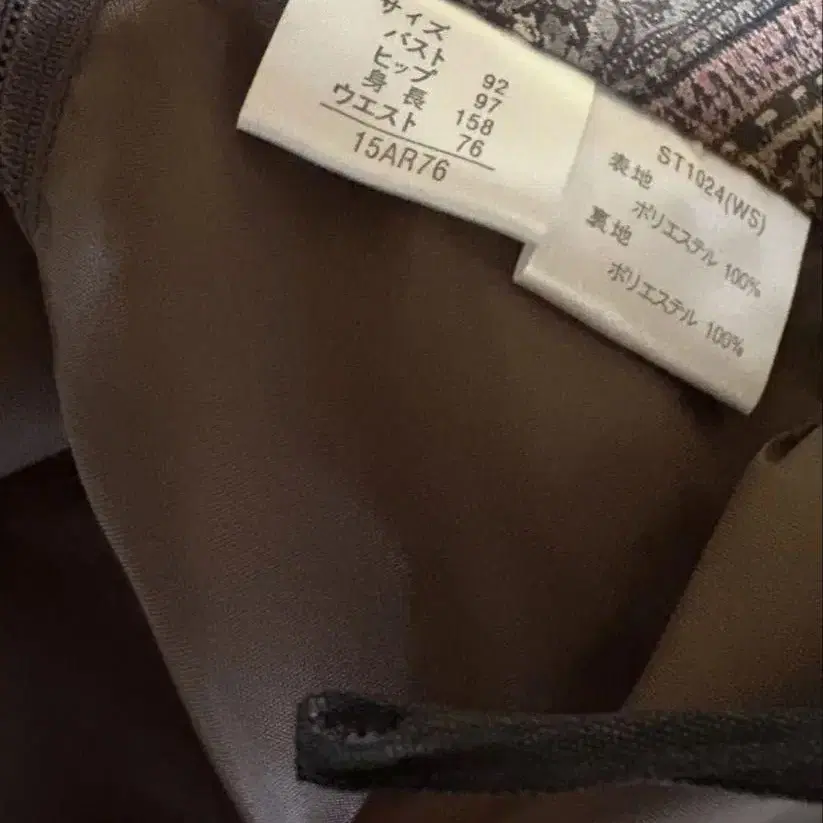 サイズ
バスト 92
ヒップ 97
身長 158
ウエスト 76
15AR76
ST1024(WS)
表地
ポリエステル 100%
裏地
ポリエステル 100%